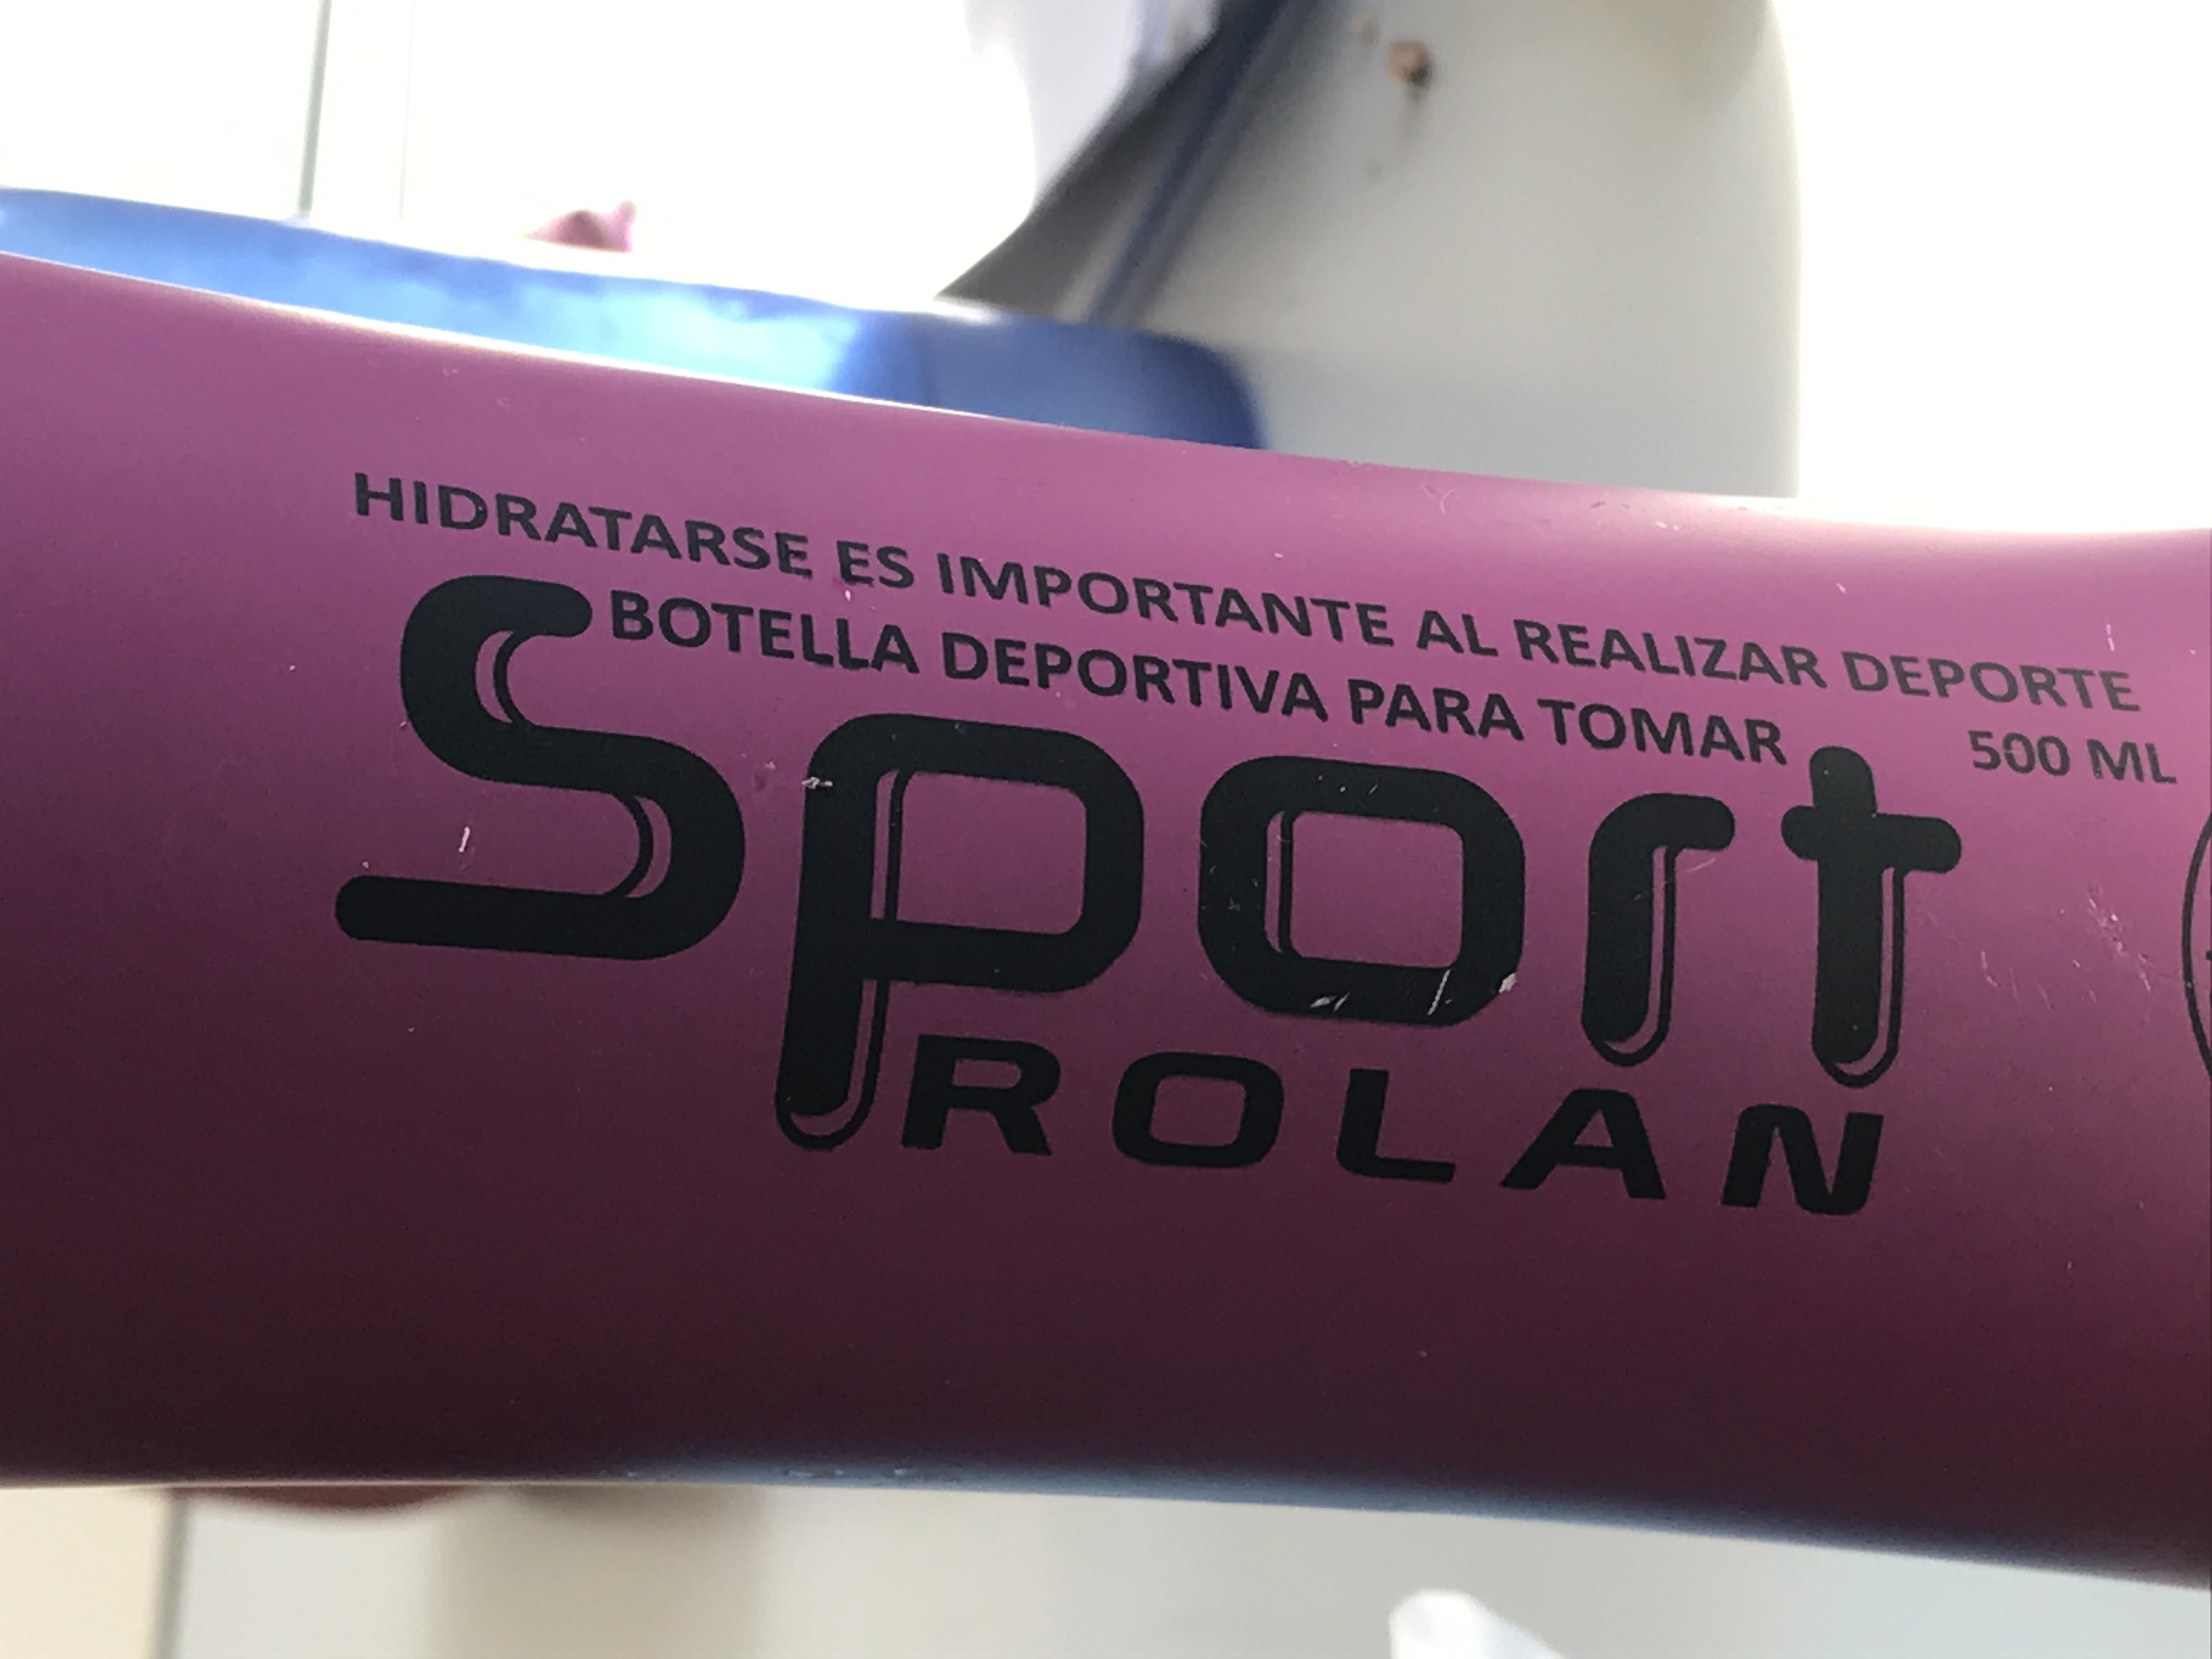 HIDRATARSE ES IMPORTANTE AL REALIZAR DEPORTE
BOTELLA DEPORTIVA PARA TOMAR 500 ML
sport
ROLAN